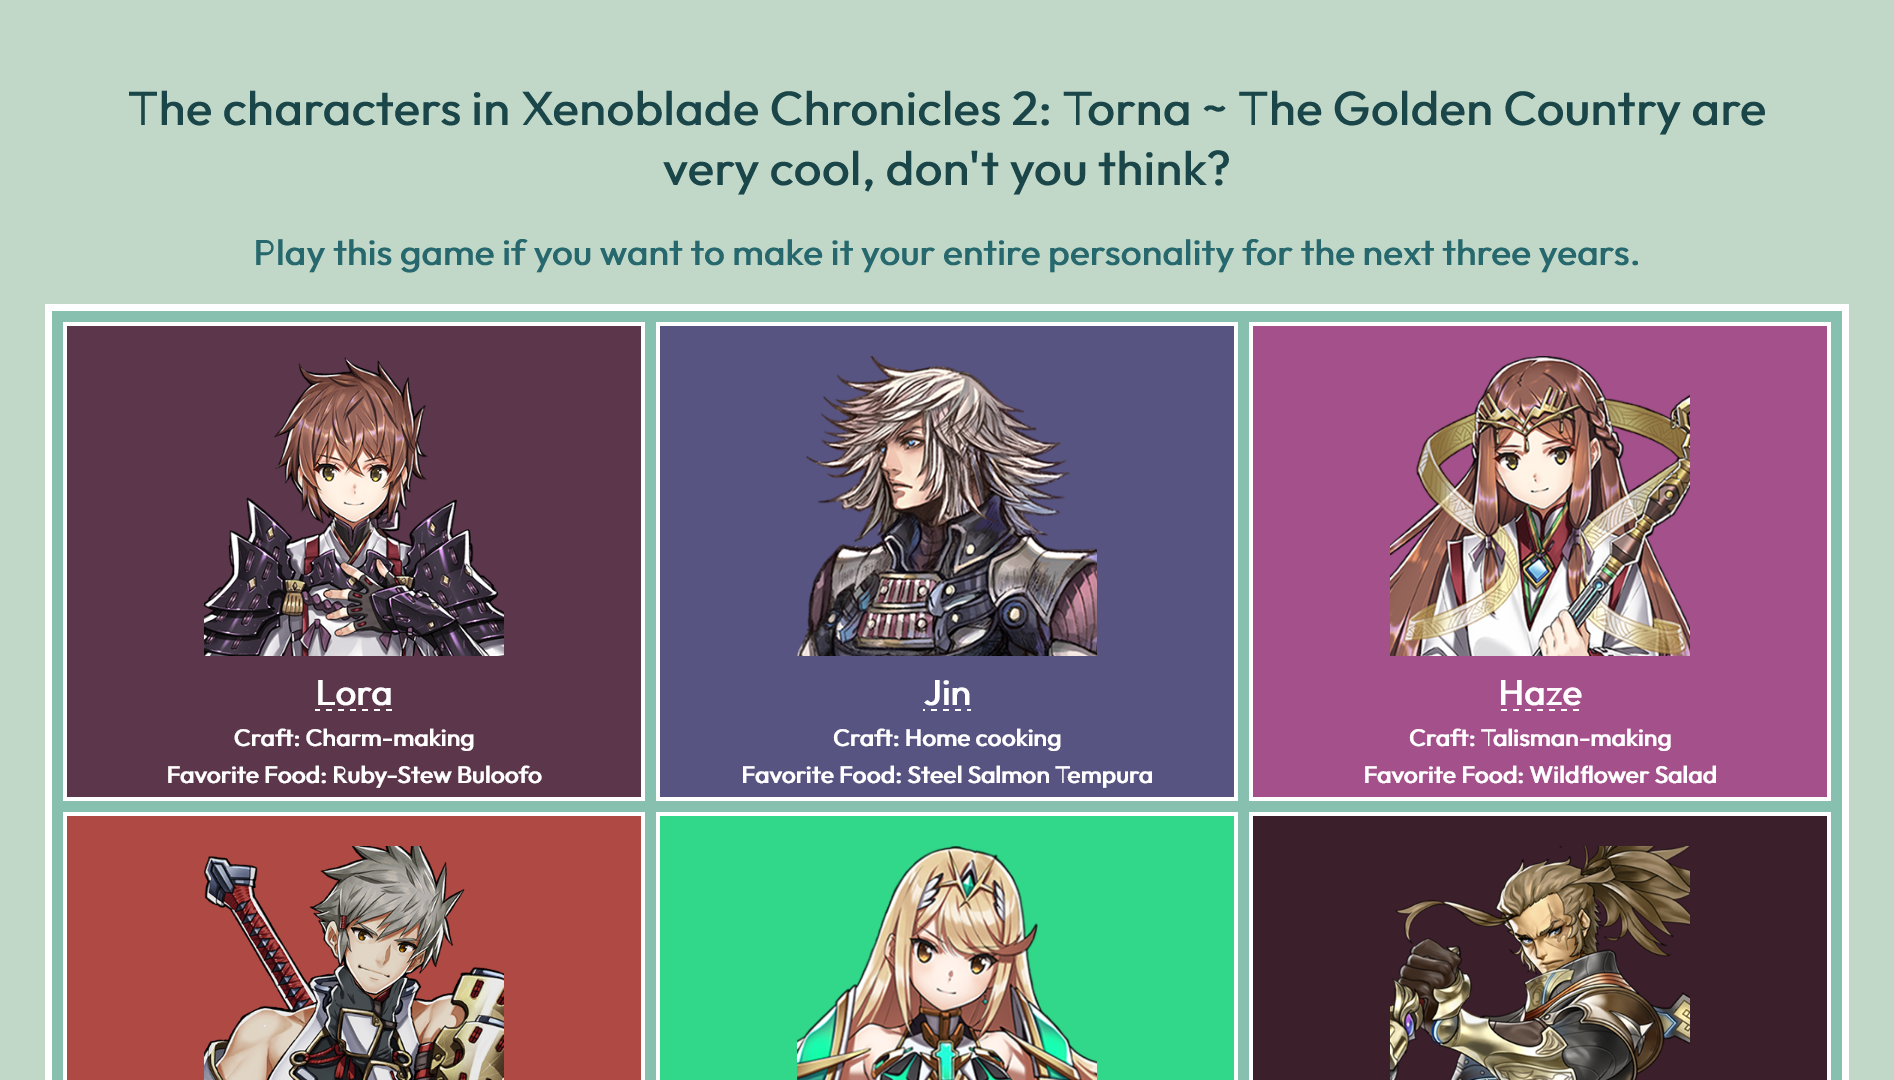 The characters in Xenoblade Chronicles 2: Torna ~ The Golden Country are
very cool, don't you think?
Play this game if you want to make it your entire personality for the next three years.
Lora
Craft: Charm-making
Favorite Food: Ruby-Stew Buloofo
Jin
Craft: Home cooking
Favorite Food: Steel Salmon Tempura
Haze
Craft: Talisman-making
Favorite Food: Wildflower Salad